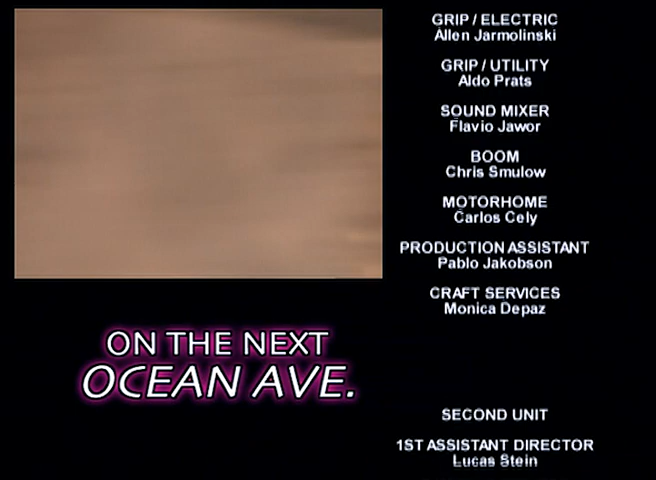 GRIP / ELECTRIC
Allen Jarmolinski
GRIP / UTILITY
Aldo Prats
SOUND MIXER
Flavio Jawor
BOOM
Chris Smulow
MOTORHOME
Carlos Cely
PRODUCTION ASSISTANT
Pablo Jakobson
CRAFT SERVICES
Monica Depaz
SECOND UNIT
1ST ASSISTANT DIRECTOR
Lucas Stein
ON THE NEXT
OCEAN AVE.